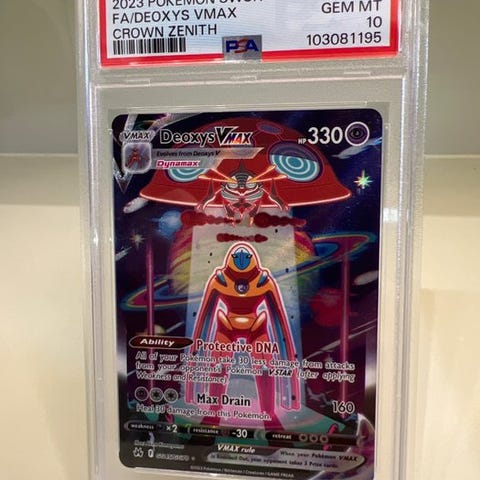 2023 POKEMON SWOR
GEM MT
FA/DEOXYS VMAX
10
CROWN ZENITH
PSA
103081195
VMAX
Deoxys VMAX
HP 330
Evolves from Deoxys V
Dynamax
Ability
Protective DNA
All of your Pokémon take 30 less damage from attacks
from your opponent's Pokémon VSTAR (after applying
Weakness and Resistance).
Max Drain
160
Heal 30 damage from this Pokémon.
weakness ×2 resistance -30 retreat
VMAX rule
When your Pokémon VMAX
is Knocked Out, your opponent takes 3 Prize cards.
©2023 Pokémon / Nintendo / Creatures / GAME FREAK